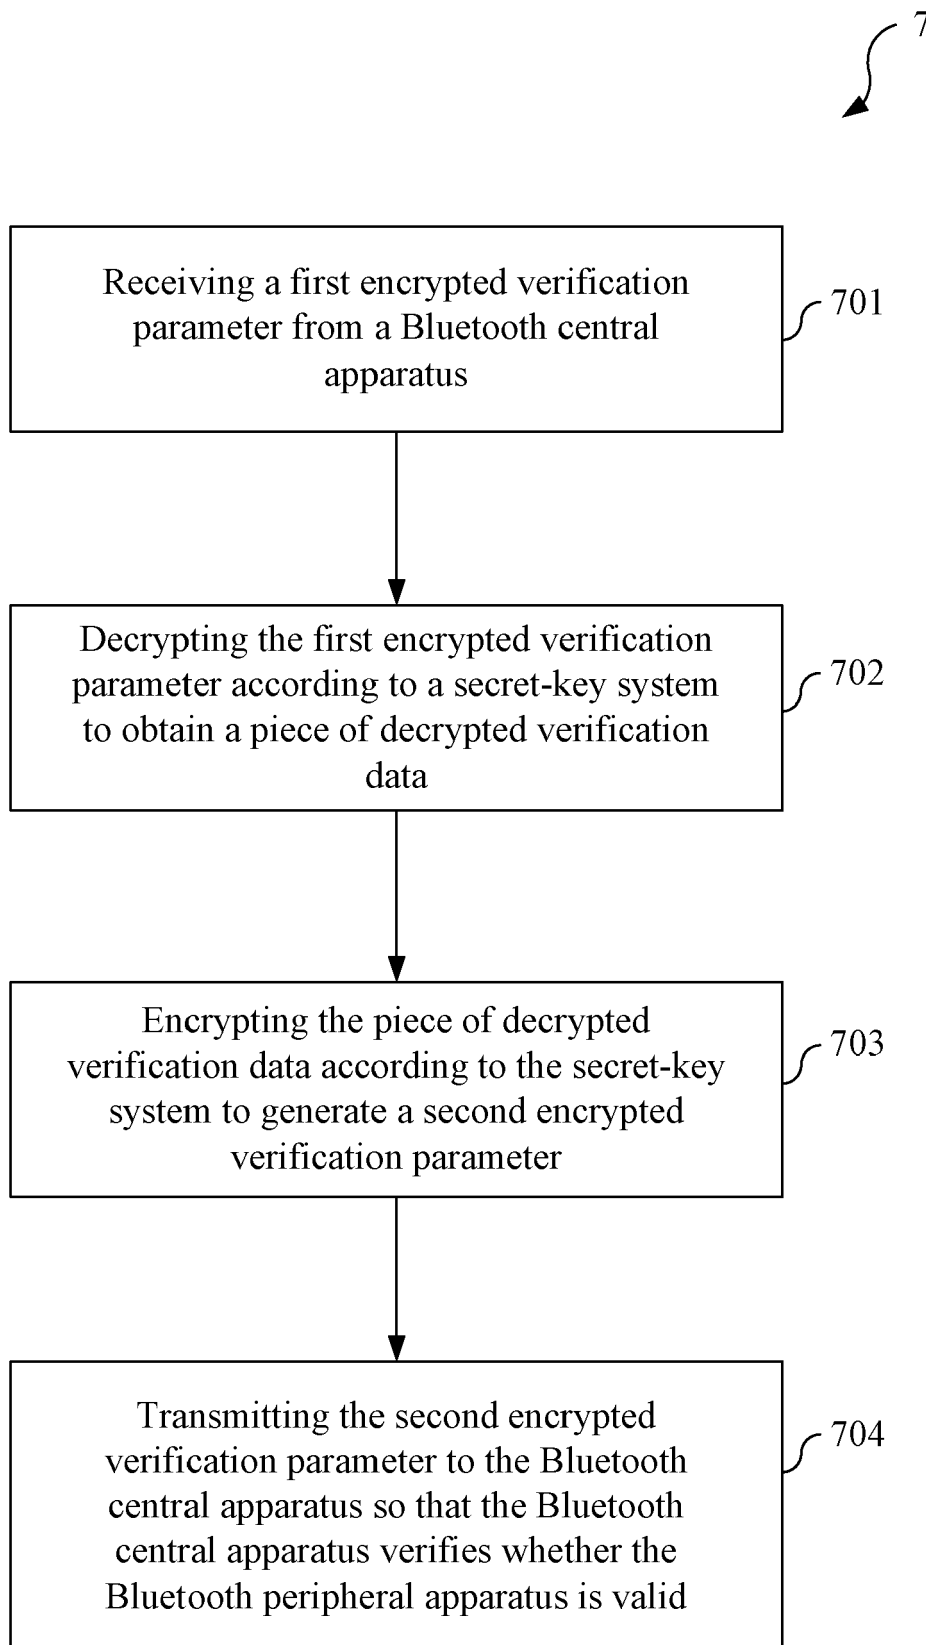 7
Receiving a first encrypted verification
parameter from a Bluetooth central
apparatus
701
Decrypting the first encrypted verification
parameter according to a secret-key system
to obtain a piece of decrypted verification
data
702
Encrypting the piece of decrypted
verification data according to the secret-key
system to generate a second encrypted
verification parameter
703
Transmitting the second encrypted
verification parameter to the Bluetooth
central apparatus so that the Bluetooth
central apparatus verifies whether the
Bluetooth peripheral apparatus is valid
704